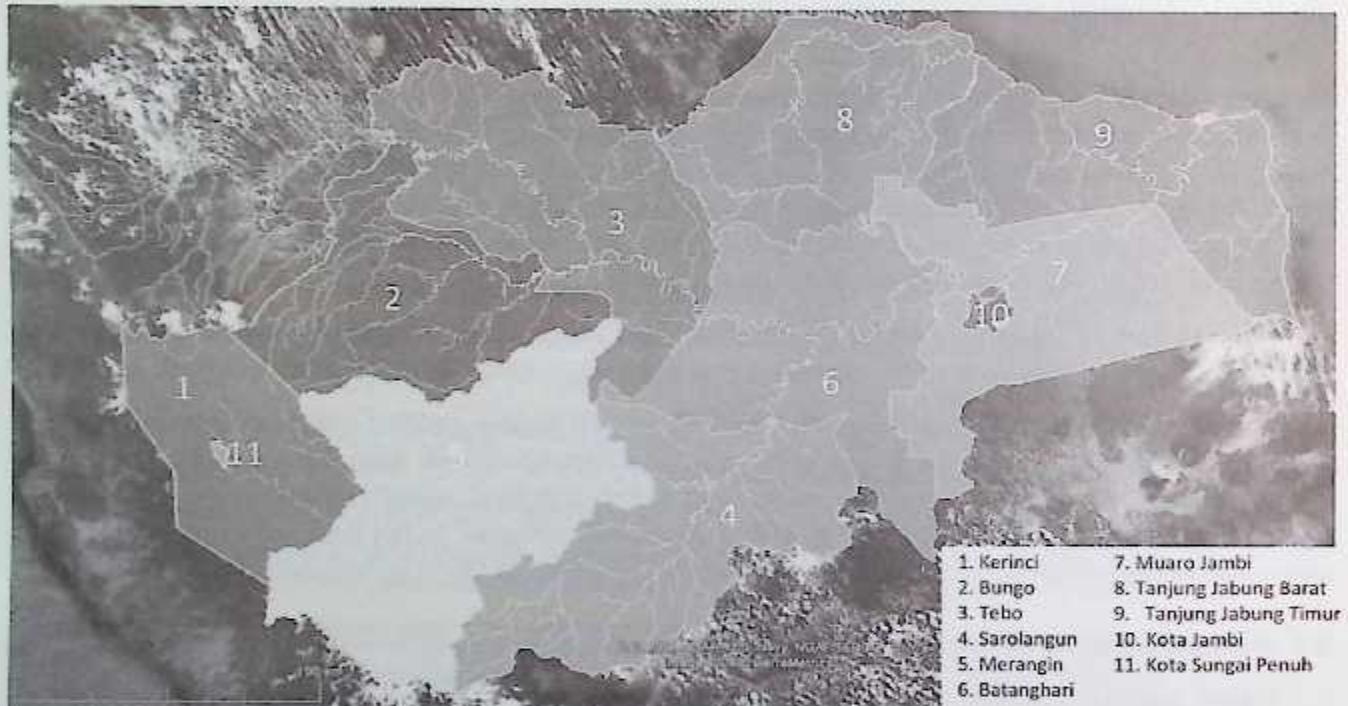 8
9
3
7
2
10
1
6
11
4
1. Kerinci
2. Bungo
3. Tebo
4. Sarolangun
5. Merangin
6. Batanghari
7. Muaro Jambi
8. Tanjung Jabung Barat
9. Tanjung Jabung Timur
10. Kota Jambi
11. Kota Sungai Penuh